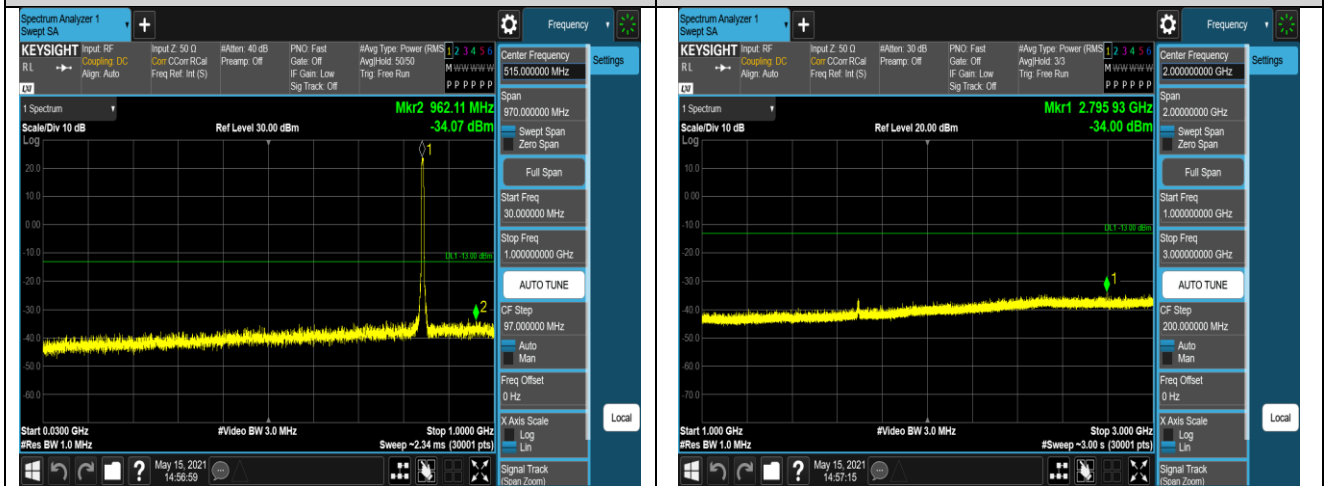 Spectrum Analyzer 1
Swept SA
+
Frequency
KEYSIGHT
RL
LXI
Input: RF
Coupling: DC
Align: Auto
Input Z: 50 Ω
Corr CCorr RCal
Freq Ref: Int (S)
#Atten: 40 dB
Preamp: Off
PNO: Fast
Gate: Off
IF Gain: Low
Sig Track: Off
#Avg Type: Power (RMS
Avg|Hold: 50/50
Trig: Free Run
1 2 3 4 5 6
M W W W W W
P P P P P P
1 Spectrum
Scale/Div 10 dB
Log
Ref Level 30.00 dBm
Mkr2 962.11 MHz
-34.07 dBm
20.0
10.0
0.00
-10.0
-20.0
-30.0
-40.0
-50.0
-60.0
1
DL1 -13.00 dBm
2
Start 0.0300 GHz
#Res BW 1.0 MHz
#Video BW 3.0 MHz
Stop 1.0000 GHz
Sweep ~2.34 ms (30001 pts)
Center Frequency
515.000000 MHz
Settings
Span
970.000000 MHz
Swept Span
Zero Span
Full Span
Start Freq
30.000000 MHz
Stop Freq
1.000000000 GHz
AUTO TUNE
CF Step
97.000000 MHz
Auto
Man
Freq Offset
0 Hz
X Axis Scale
Log
Lin
Local
Signal Track
(Span Zoom)
?
May 15, 2021
14:56:59
Spectrum Analyzer 1
Swept SA
+
Frequency
KEYSIGHT
RL
LXI
Input: RF
Coupling: DC
Align: Auto
Input Z: 50 Ω
Corr CCorr RCal
Freq Ref: Int (S)
#Atten: 30 dB
Preamp: Off
PNO: Fast
Gate: Off
IF Gain: Low
Sig Track: Off
#Avg Type: Power (RMS
Avg|Hold: 3/3
Trig: Free Run
1 2 3 4 5 6
M W W W W W
P P P P P P
1 Spectrum
Scale/Div 10 dB
Log
Ref Level 20.00 dBm
Mkr1 2.795 93 GHz
-34.00 dBm
10.0
0.00
-10.0
-20.0
-30.0
-40.0
-50.0
-60.0
-70.0
DL1 -13.00 dBm
1
Start 1.000 GHz
#Res BW 1.0 MHz
#Video BW 3.0 MHz
Stop 3.000 GHz
#Sweep ~3.00 s (30001 pts)
Center Frequency
2.000000000 GHz
Settings
Span
2.00000000 GHz
Swept Span
Zero Span
Full Span
Start Freq
1.000000000 GHz
Stop Freq
3.000000000 GHz
AUTO TUNE
CF Step
200.000000 MHz
Auto
Man
Freq Offset
0 Hz
X Axis Scale
Log
Lin
Local
Signal Track
(Span Zoom)
?
May 15, 2021
14:57:15